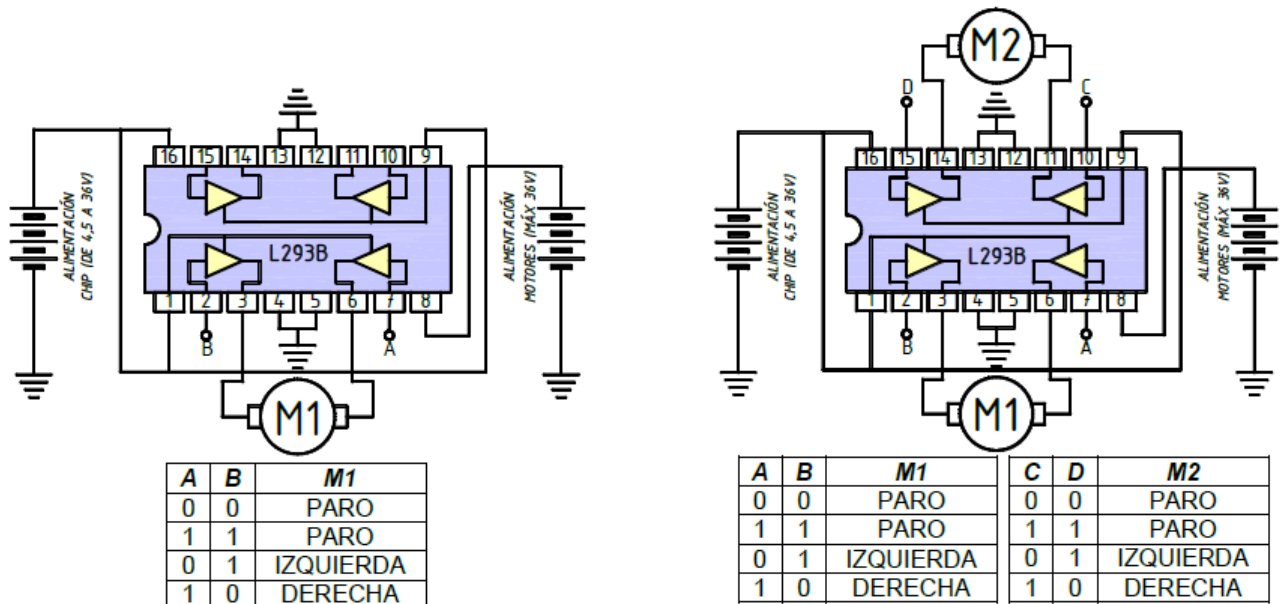 16 15 14 13 12 11 10 9
ALIMENTACIÓN
CHIP (DE 4,5 A 36V)
L293B
ALIMENTACIÓN
MOTORES (MÁX 36V)
1 2 3 4 5 6 7 8
B A
M1
A B M1
0 0 PARO
1 1 PARO
0 1 IZQUIERDA
1 0 DERECHA
M2
D C
16 15 14 13 12 11 10 9
ALIMENTACIÓN
CHIP (DE 4,5 A 36V)
L293B
ALIMENTACIÓN
MOTORES (MÁX 36V)
1 2 3 4 5 6 7 8
B A
M1
A B M1 C D M2
0 0 PARO 0 0 PARO
1 1 PARO 1 1 PARO
0 1 IZQUIERDA 0 1 IZQUIERDA
1 0 DERECHA 1 0 DERECHA